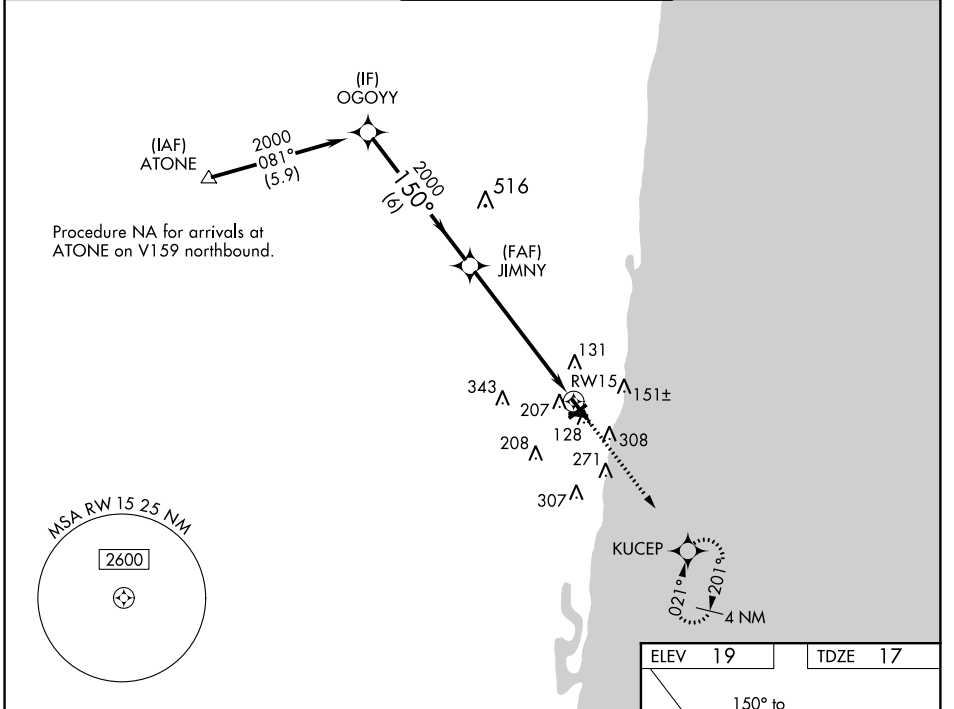 (IF)
OGOYY
(IAF)
ATONE
2000
081°
(5.9)
2000
150°
(6)
516
Procedure NA for arrivals at
ATONE on V159 northbound.
(FAF)
JIMNY
131
RW15
343
207
151±
128
208
308
271
307
MSA RW 15 25 NM
2600
KUCEP
021°
201°
4 NM
ELEV 19
TDZE 17
150° to